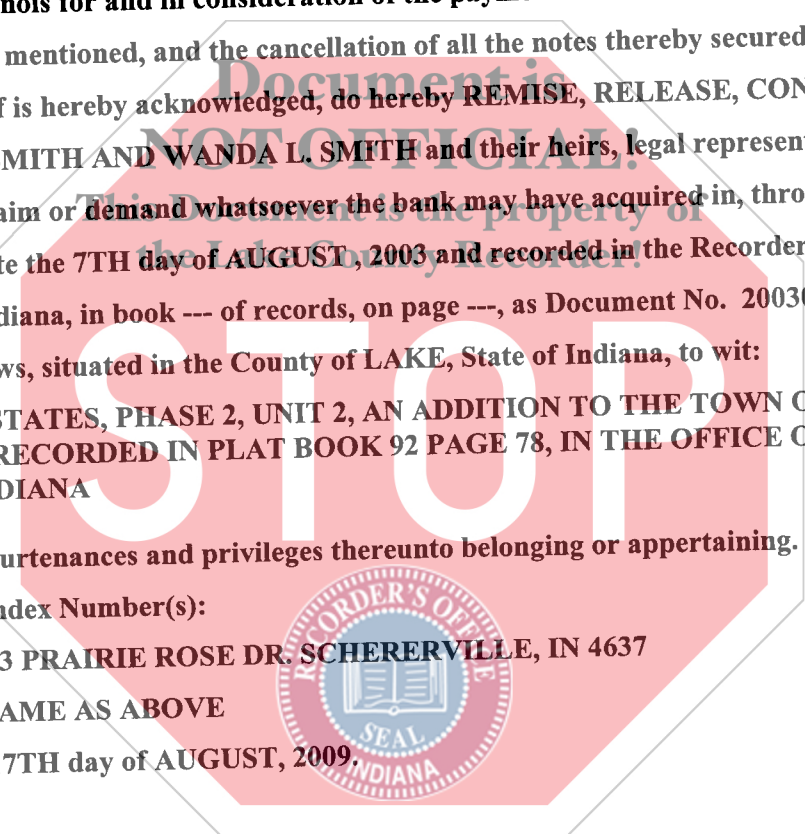 nois for and in consideration of the
mentioned, and the cancellation of all the notes thereby secured
f is hereby acknowledged, do hereby REMISE, RELEASE, CON
MITH AND WANDA L. SMITH and their heirs, legal represen
aim or demand whatsoever the bank may have acquired in, thro
te the 7TH day of AUGUST , 2003 and recorded in the Recorder
diana, in book --- of records, on page ---, as Document No. 2003
ws, situated in the County of LAKE, State of Indiana, to wit:
STATES, PHASE 2, UNIT 2, AN ADDITION TO THE TOWN O
RECORDED IN PLAT BOOK 92 PAGE 78, IN THE OFFICE O
DIANA
urtenances and privileges thereunto belonging or appertaining.
ndex Number(s):
3 PRAIRIE ROSE DR. SCHERERVILLE, IN 4637
AME AS ABOVE
7TH day of AUGUST, 2009.
Document is
NOT OFFICIAL!
This Document is the property of
the Lake County Recorder!
STOP
RECORDER'S OFFICE
SEAL
INDIANA